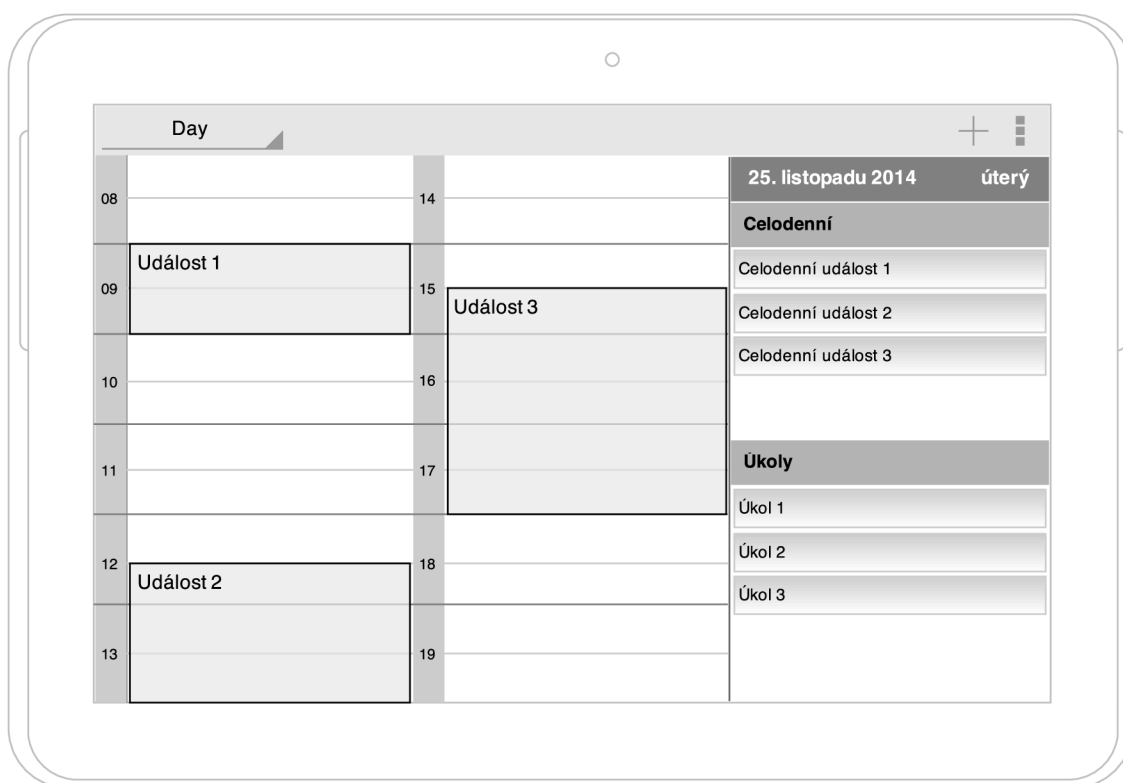 Day
08
Událost 1
09
10
11
12
Událost 2
13
14
15
Událost 3
16
17
18
19
25. listopadu 2014 úterý
Celodenní
Celodenní událost 1
Celodenní událost 2
Celodenní událost 3
Úkoly
Úkol 1
Úkol 2
Úkol 3